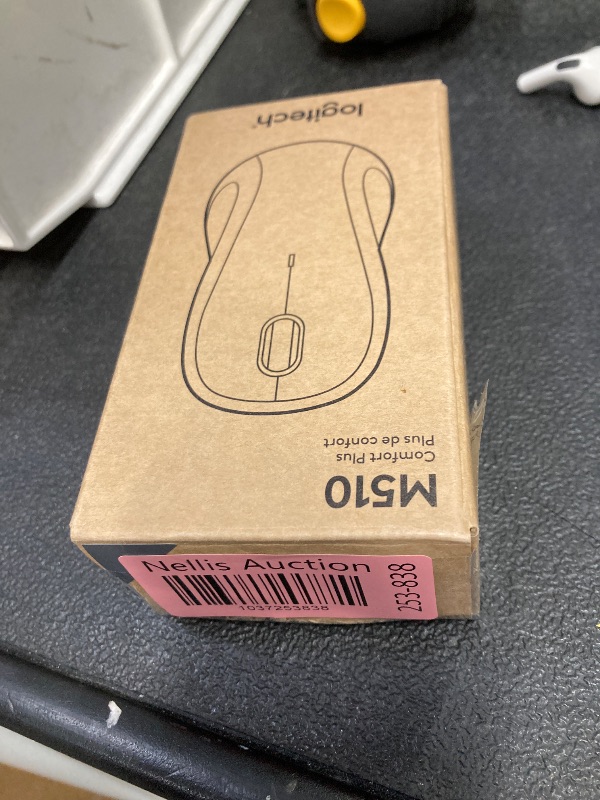 logitech
M510
Comfort Plus
Plus de confort
Nellis Auction
1037253838
253-838